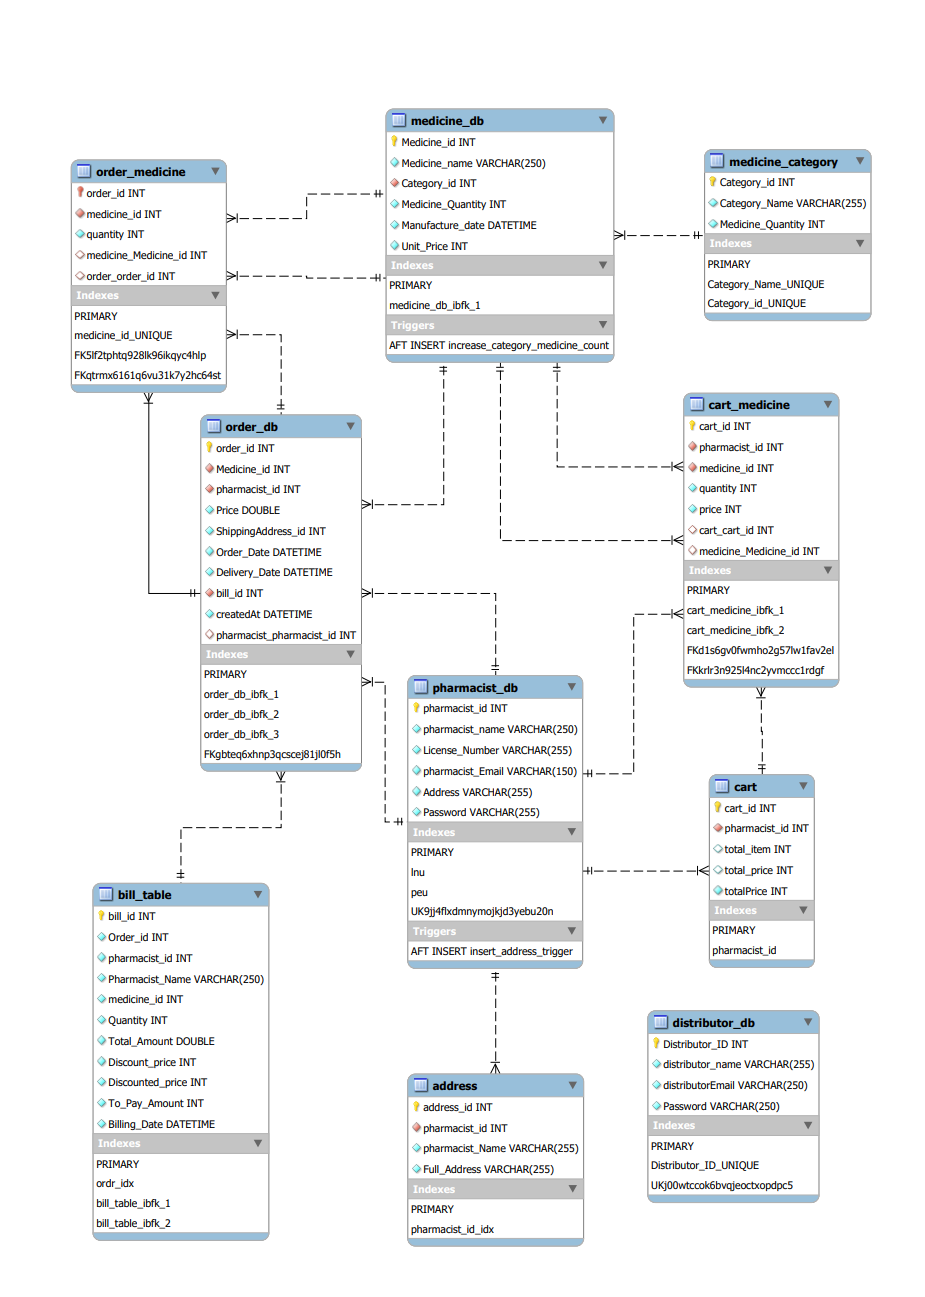 medicine_db
Medicine_id INT
Medicine_name VARCHAR(250)
Category_id INT
Medicine_Quantity INT
Manufacture_date DATETIME
Unit_Price INT
Indexes
PRIMARY
medicine_db_ibfk_1
Triggers
AFT INSERT increase_category_medicine_count
medicine_category
Category_id INT
Category_Name VARCHAR(255)
Medicine_Quantity INT
Indexes
PRIMARY
Category_Name_UNIQUE
Category_id_UNIQUE
order_medicine
order_id INT
medicine_id INT
quantity INT
medicine_Medicine_id INT
order_order_id INT
Indexes
PRIMARY
medicine_id_UNIQUE
FK5lf2tphtq928lk96ikqyc4hlp
FKqtrmx6161q6vu31k7y2hc64st
cart_medicine
cart_id INT
pharmacist_id INT
medicine_id INT
quantity INT
price INT
cart_cart_id INT
medicine_Medicine_id INT
Indexes
PRIMARY
cart_medicine_ibfk_1
cart_medicine_ibfk_2
FKd1s6gv0fwmho2g57lw1fav2el
FKkrlr3n925l4nc2yvmccc1rdgf
order_db
order_id INT
Medicine_id INT
pharmacist_id INT
Price DOUBLE
ShippingAddress_id INT
Order_Date DATETIME
Delivery_Date DATETIME
bill_id INT
createdAt DATETIME
pharmacist_pharmacist_id INT
Indexes
PRIMARY
order_db_ibfk_1
order_db_ibfk_2
order_db_ibfk_3
FKgbteq6xhnp3qcscej81jl0f5h
pharmacist_db
pharmacist_id INT
pharmacist_name VARCHAR(250)
License_Number VARCHAR(255)
pharmacist_Email VARCHAR(150)
Address VARCHAR(255)
Password VARCHAR(255)
Indexes
PRIMARY
lnu
peu
UK9jj4flxdmnymojkjd3yebu20n
Triggers
AFT INSERT insert_address_trigger
cart
cart_id INT
pharmacist_id INT
total_item INT
total_price INT
totalPrice INT
Indexes
PRIMARY
pharmacist_id
bill_table
bill_id INT
Order_id INT
pharmacist_id INT
Pharmacist_Name VARCHAR(250)
medicine_id INT
Quantity INT
Total_Amount DOUBLE
Discount_price INT
Discounted_price INT
To_Pay_Amount INT
Billing_Date DATETIME
Indexes
PRIMARY
ordr_idx
bill_table_ibfk_1
bill_table_ibfk_2
distributor_db
Distributor_ID INT
distributor_name VARCHAR(255)
distributorEmail VARCHAR(250)
Password VARCHAR(250)
Indexes
PRIMARY
Distributor_ID_UNIQUE
UKj00wtccok6bvqjeoctxopdpc5
address
address_id INT
pharmacist_id INT
pharmacist_Name VARCHAR(255)
Full_Address VARCHAR(255)
Indexes
PRIMARY
pharmacist_id_idx